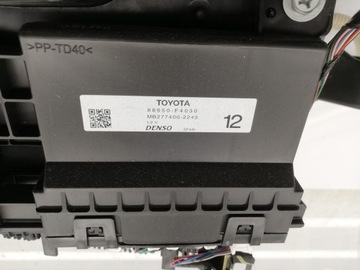 >PP-TD40<
TOYOTA
88650-F4030
MB277400-2243
DENSO
12